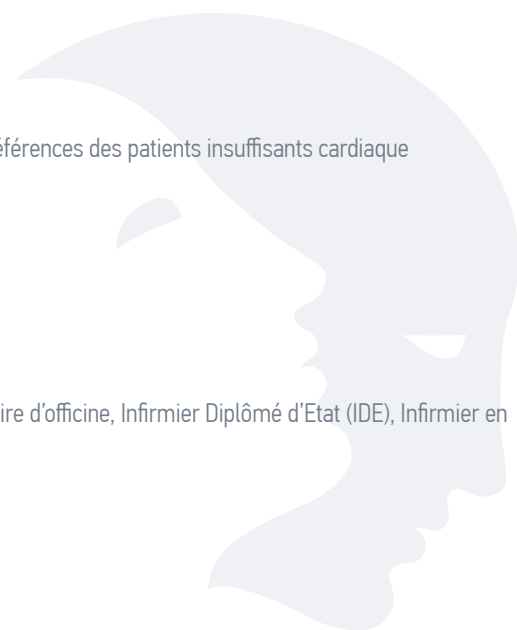 éférences des patients insuffisants cardiaque
ire d'officine, Infirmier Diplômé d'Etat (IDE), Infirmier en